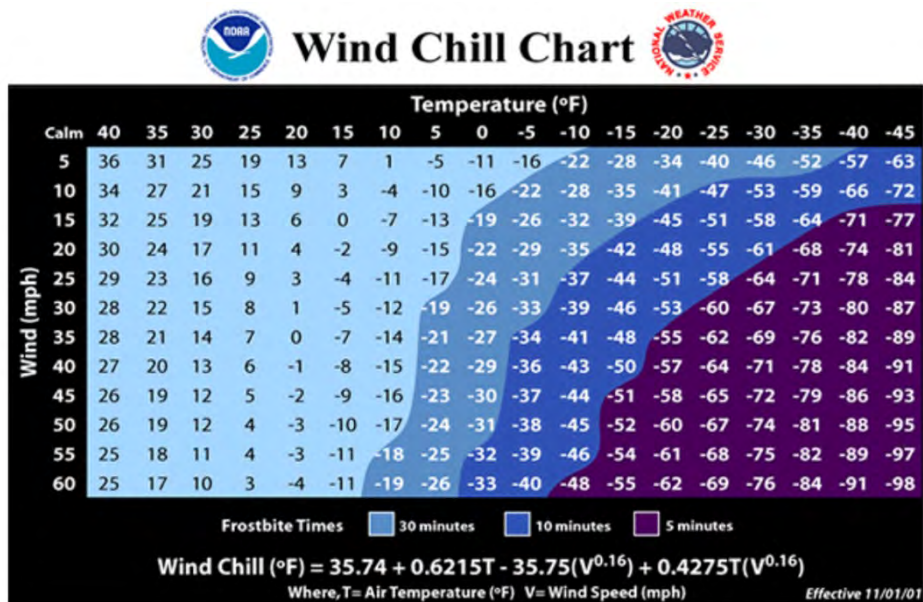 Wind Chill Chart
NOAA
NATIONAL WEATHER SERVICE
Temperature (°F)
Calm 40 35 30 25 20 15 10 5 0 -5 -10 -15 -20 -25 -30 -35 -40 -45
Wind (mph)
5 36 31 25 19 13 7 1 -5 -11 -16 -22 -28 -34 -40 -46 -52 -57 -63
10 34 27 21 15 9 3 -4 -10 -16 -22 -28 -35 -41 -47 -53 -59 -66 -72
15 32 25 19 13 6 0 -7 -13 -19 -26 -32 -39 -45 -51 -58 -64 -71 -77
20 30 24 17 11 4 -2 -9 -15 -22 -29 -35 -42 -48 -55 -61 -68 -74 -81
25 29 23 16 9 3 -4 -11 -17 -24 -31 -37 -44 -51 -58 -64 -71 -78 -84
30 28 22 15 8 1 -5 -12 -19 -26 -33 -39 -46 -53 -60 -67 -73 -80 -87
35 28 21 14 7 0 -7 -14 -21 -27 -34 -41 -48 -55 -62 -69 -76 -82 -89
40 27 20 13 6 -1 -8 -15 -22 -29 -36 -43 -50 -57 -64 -71 -78 -84 -91
45 26 19 12 5 -2 -9 -16 -23 -30 -37 -44 -51 -58 -65 -72 -79 -86 -93
50 26 19 12 4 -3 -10 -17 -24 -31 -38 -45 -52 -60 -67 -74 -81 -88 -95
55 25 18 11 4 -3 -11 -18 -25 -32 -39 -46 -54 -61 -68 -75 -82 -89 -97
60 25 17 10 3 -4 -11 -19 -26 -33 -40 -48 -55 -62 -69 -76 -84 -91 -98
Frostbite Times 30 minutes 10 minutes 5 minutes
Wind Chill (°F) = 35.74 + 0.6215T - 35.75(V^0.16) + 0.4275T(V^0.16)
Where, T= Air Temperature (°F) V= Wind Speed (mph)
Effective 11/01/01